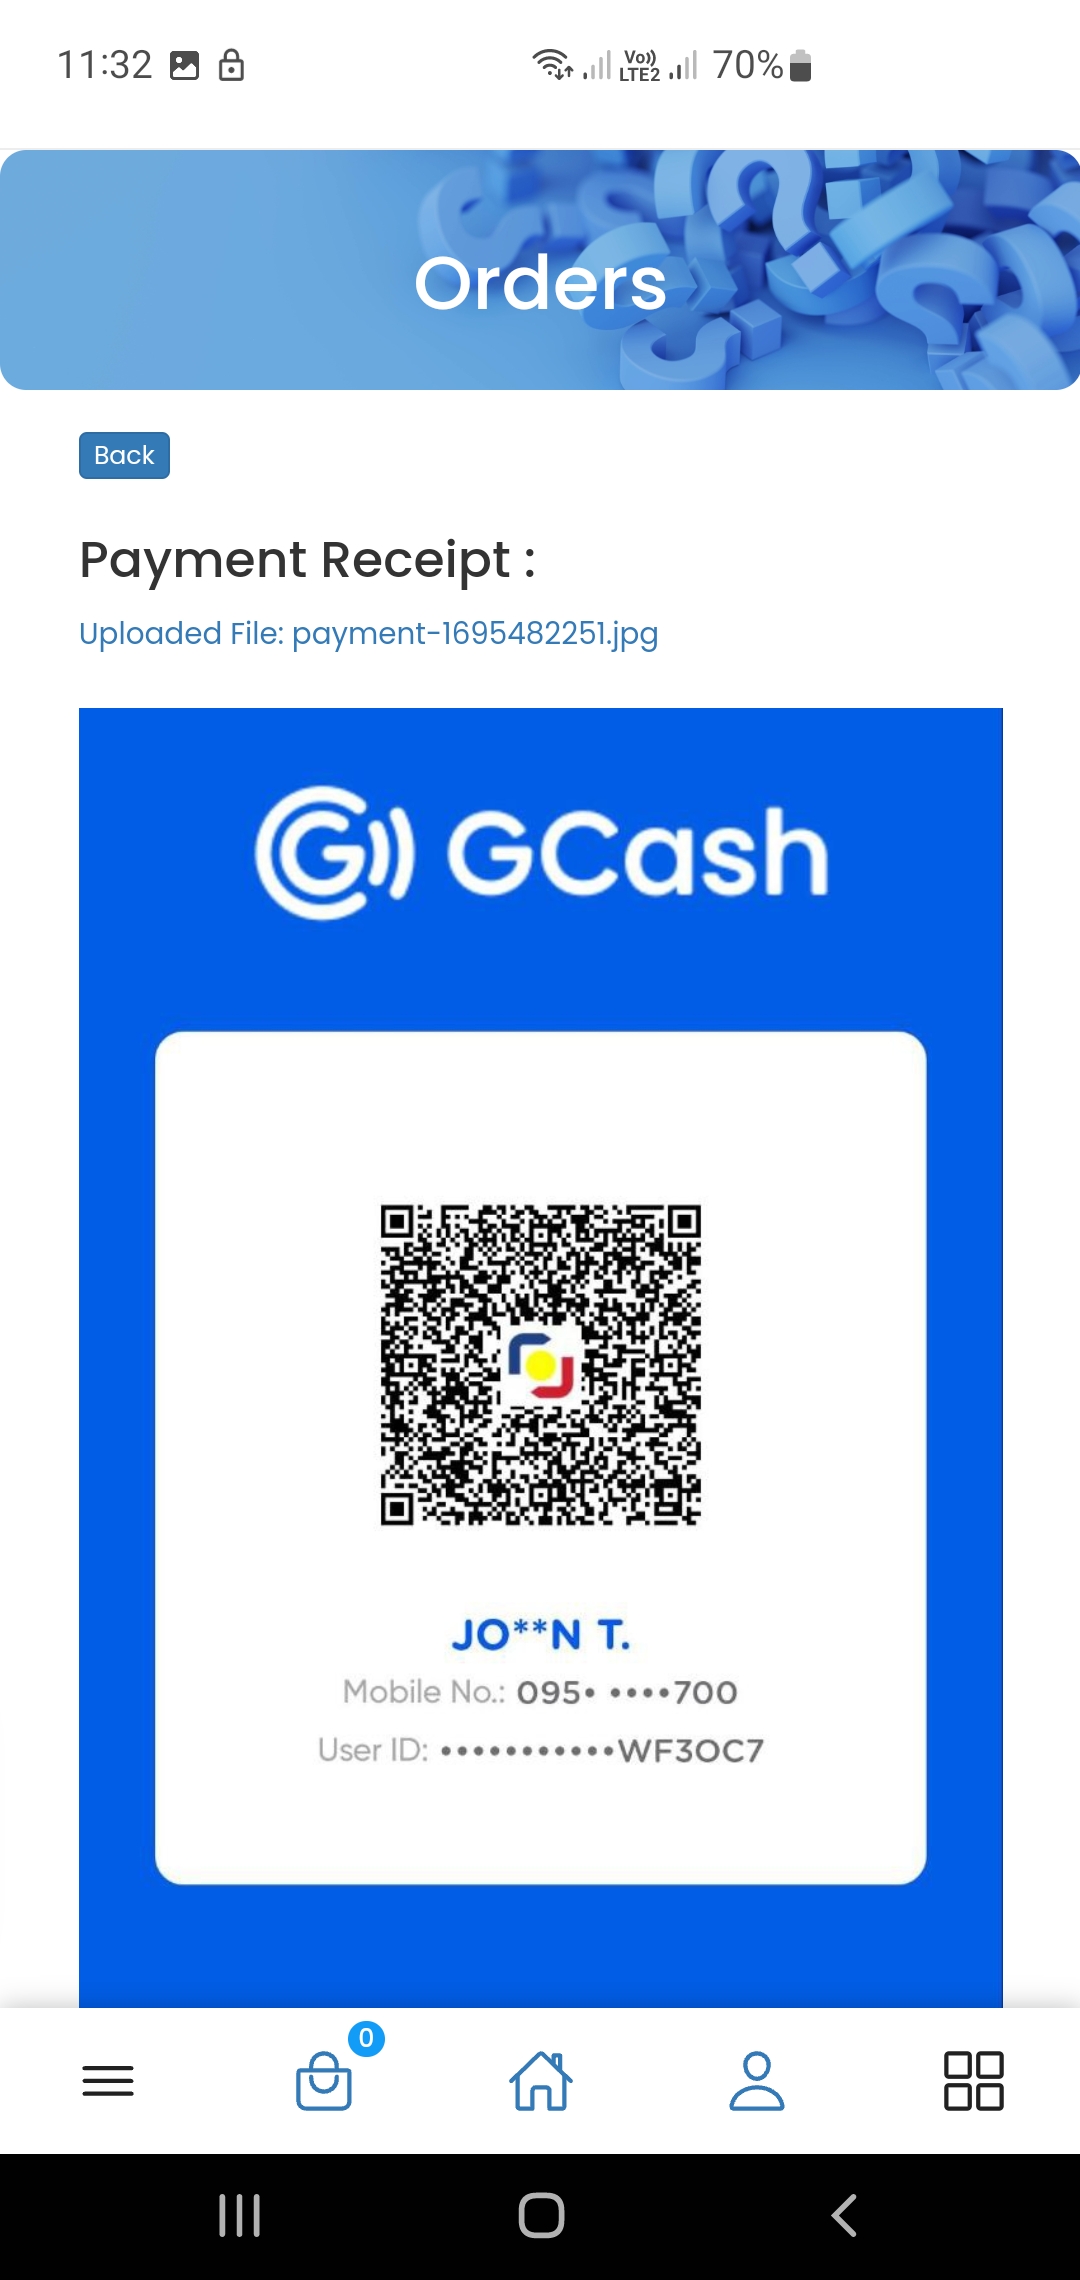 11:32
Vo)) LTE2 70%
Orders
Back
Payment Receipt :
Uploaded File: payment-1695482251.jpg
GCash
JO**N T.
Mobile No.: 095• ••••700
User ID: •••••••••••WF3OC7
0